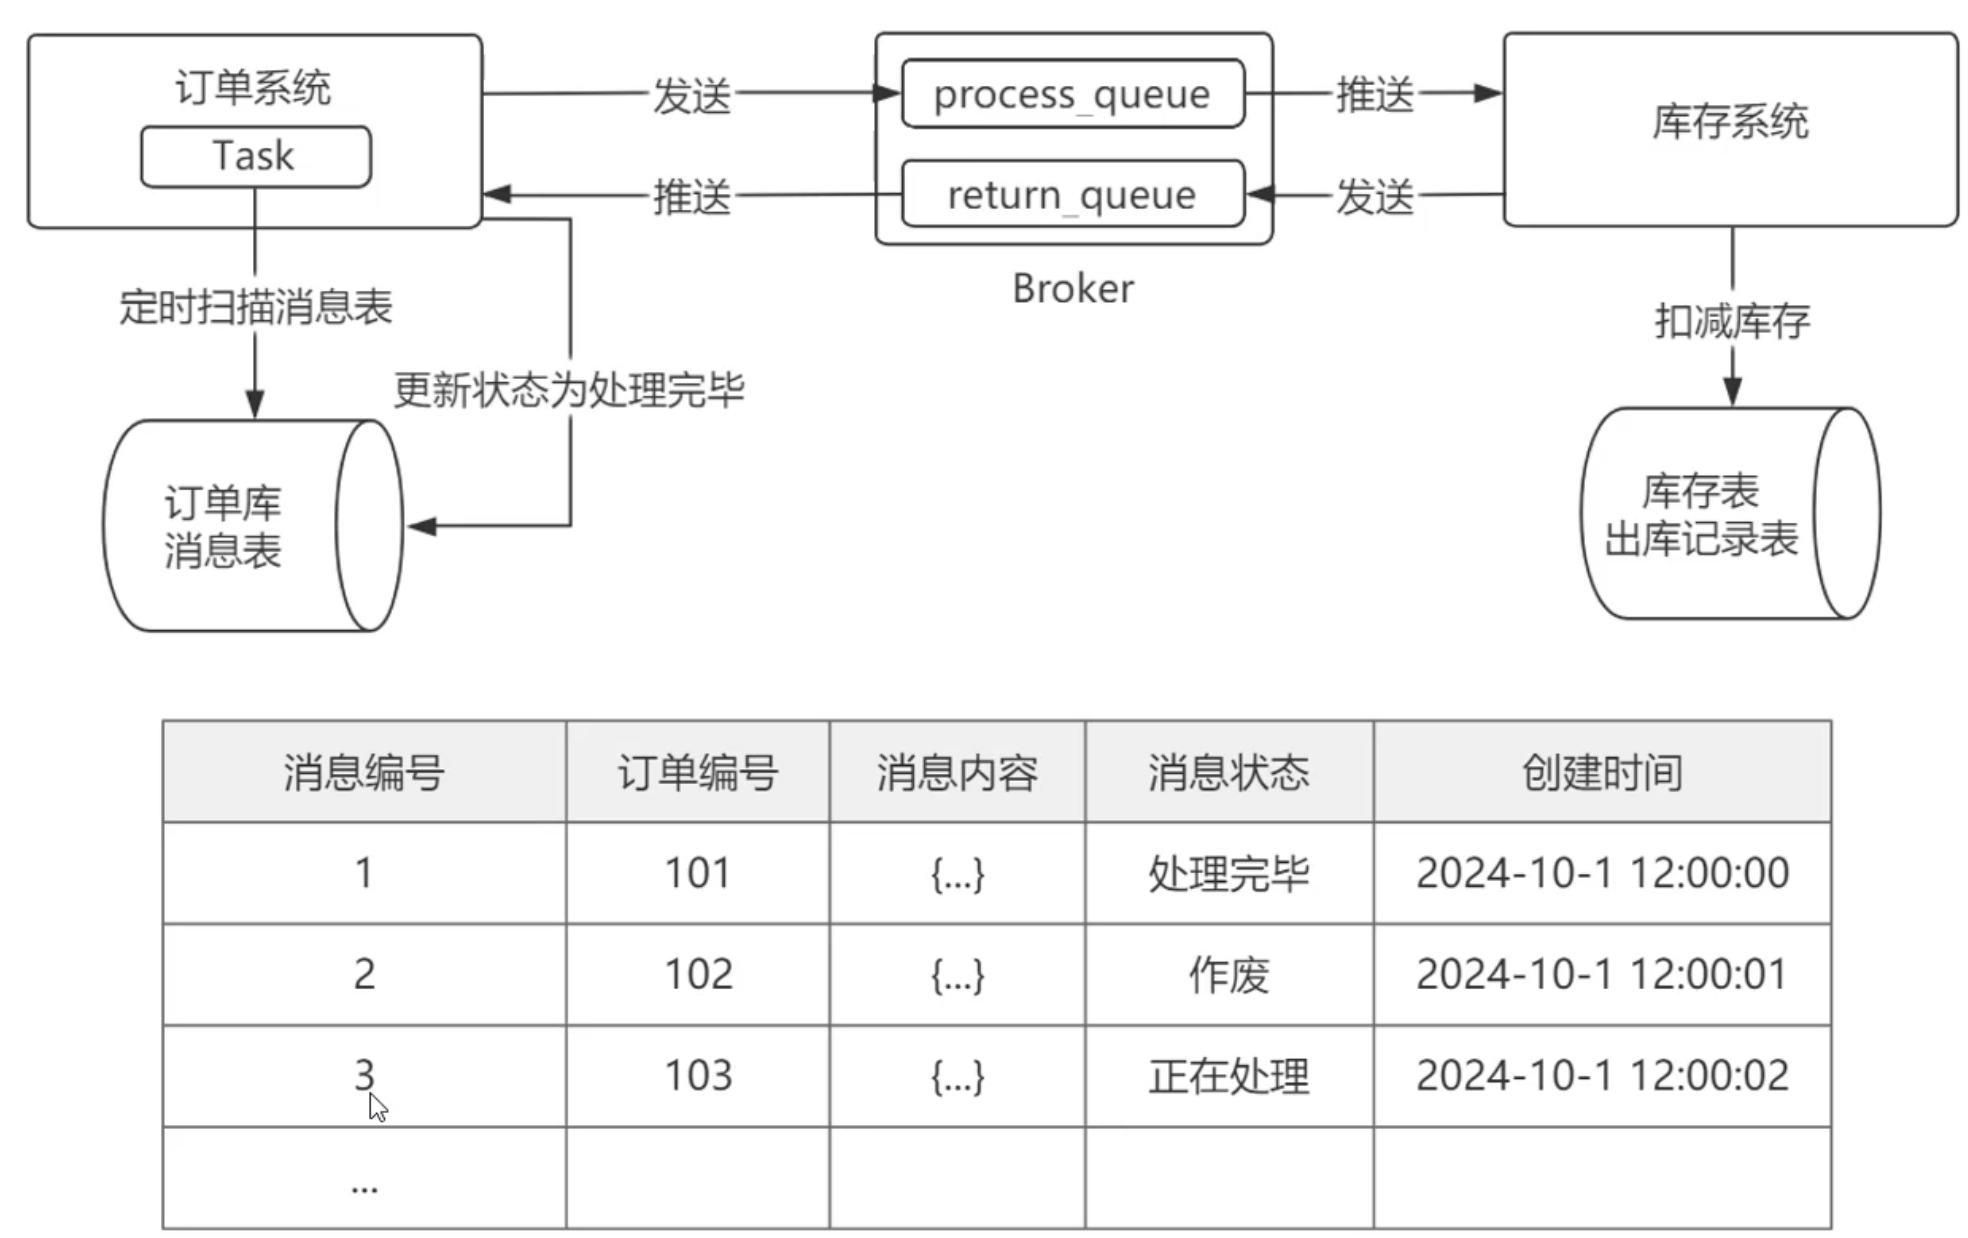 订单系统
Task
发送
process_queue
推送
库存系统
推送
return_queue
发送
Broker
定时扫描消息表
更新状态为处理完毕
扣减库存
订单库
消息表
库存表
出库记录表
消息编号 订单编号 消息内容 消息状态 创建时间
1 101 {...} 处理完毕 2024-10-1 12:00:00
2 102 {...} 作废 2024-10-1 12:00:01
3 103 {...} 正在处理 2024-10-1 12:00:02
...